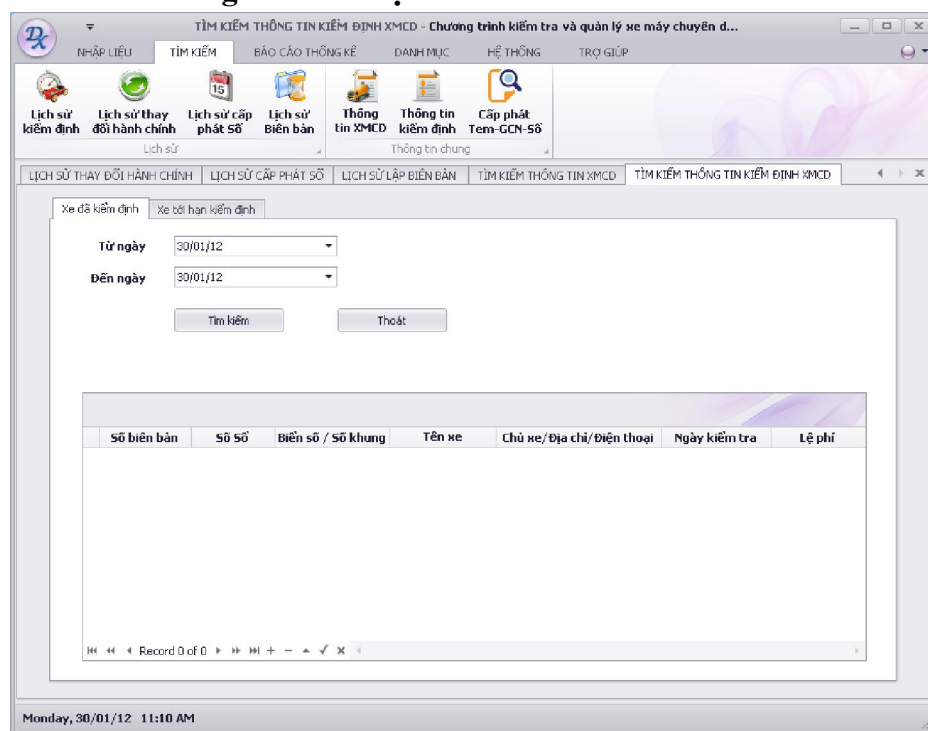 TÌM KIẾM THÔNG TIN KIỂM ĐỊNH XMCD - Chương trình kiểm tra và quản lý xe máy chuyên d...
NHẬP LIỆU TÌM KIẾM BÁO CÁO THỐNG KÊ DANH MỤC HỆ THỐNG TRỢ GIÚP
15
Lịch sử kiểm định
Lịch sử thay đổi hành chính
Lịch sử cấp phát Sổ
Lịch sử Biên bản
Thông tin XMCD
Thông tin kiểm định
Cấp phát Tem-GCN-Sổ
Lịch sử Thông tin chung
LỊCH SỬ THAY ĐỔI HÀNH CHÍNH LỊCH SỬ CẤP PHÁT SỔ LỊCH SỬ LẬP BIÊN BẢN TÌM KIẾM THÔNG TIN XMCD TÌM KIẾM THÔNG TIN KIỂM ĐỊNH XMCD
Xe đã kiểm định Xe tới hạn kiểm định
Từ ngày 30/01/12
Đến ngày 30/01/12
Tìm kiếm Thoát
Số biên bản Số Sổ Biển số / Số khung Tên xe Chủ xe/Địa chỉ/Điện thoại Ngày kiểm tra Lệ phí
Record 0 of 0
Monday, 30/01/12 11:10 AM